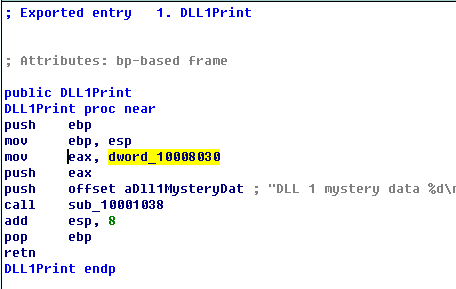 ; Exported entry   1. DLL1Print
; Attributes: bp-based frame
public DLL1Print
DLL1Print proc near
push    ebp
mov     ebp, esp
mov     eax, dword_10008030
push    eax
push    offset aDll1MysteryDat ; "DLL 1 mystery data %d\n
call    sub_10001038
add     esp, 8
pop     ebp
retn
DLL1Print endp